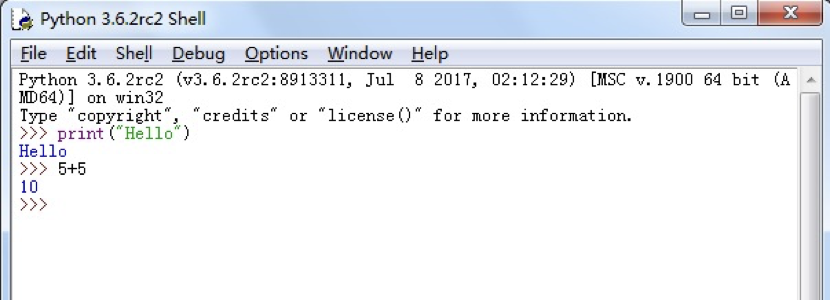 Python 3.6.2rc2 Shell
File Edit Shell Debug Options Window Help
Python 3.6.2rc2 (v3.6.2rc2:8913311, Jul  8 2017, 02:12:29) [MSC v.1900 64 bit (A
MD64)] on win32
Type "copyright", "credits" or "license()" for more information.
>>> print("Hello")
Hello
>>> 5+5
10
>>>